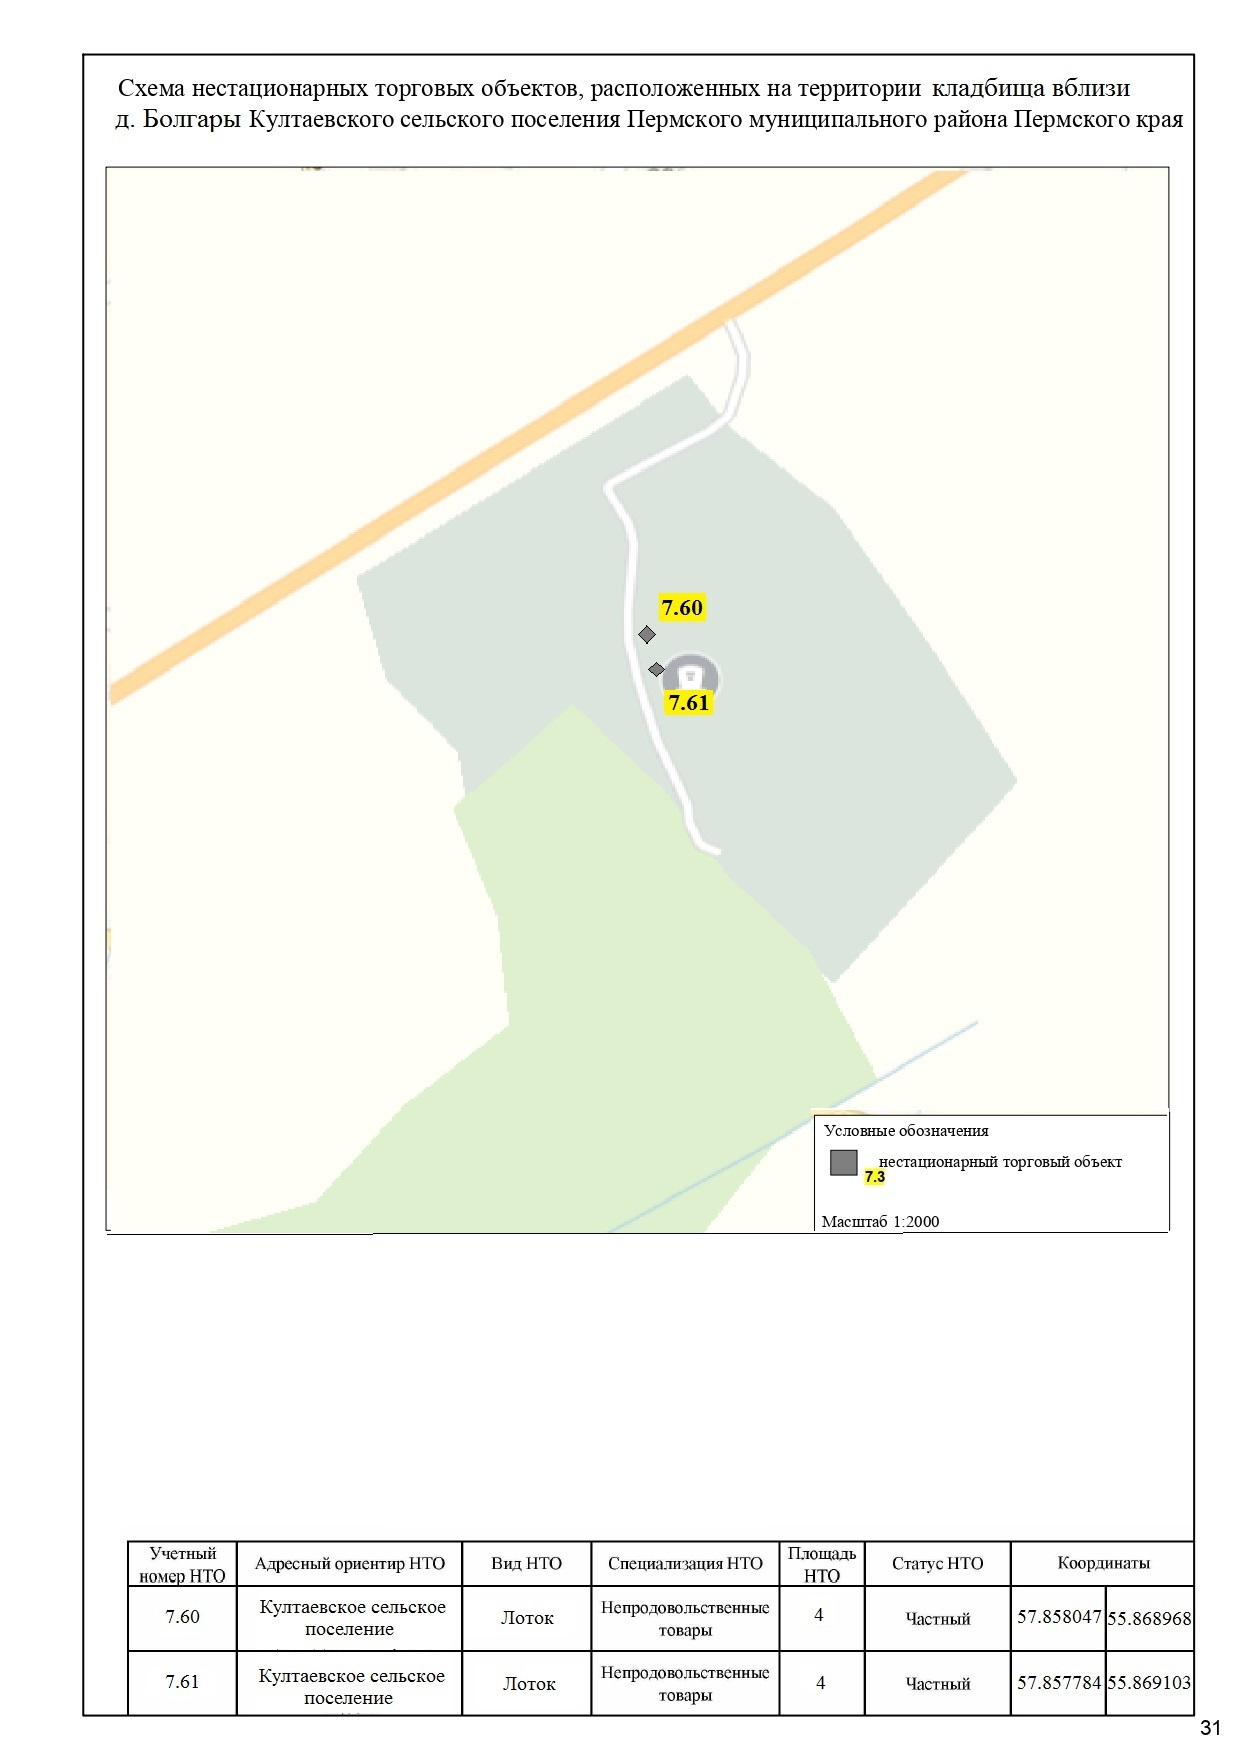 Схема нестационарных торговых объектов, расположенных на территории кладбища вблизи
д. Болгары Култаевского сельского поселения Пермского муниципального района Пермского края
7.60
7.61
Условные обозначения
нестационарный торговый объект
7.3
Масштаб 1:2000
Учетный номер НТО Адресный ориентир НТО Вид НТО Специализация НТО Площадь НТО Статус НТО Координаты
7.60 Култаевское сельское поселение Лоток Непродовольственные товары 4 Частный 57.858047 55.868968
7.61 Култаевское сельское поселение Лоток Непродовольственные товары 4 Частный 57.857784 55.869103
31